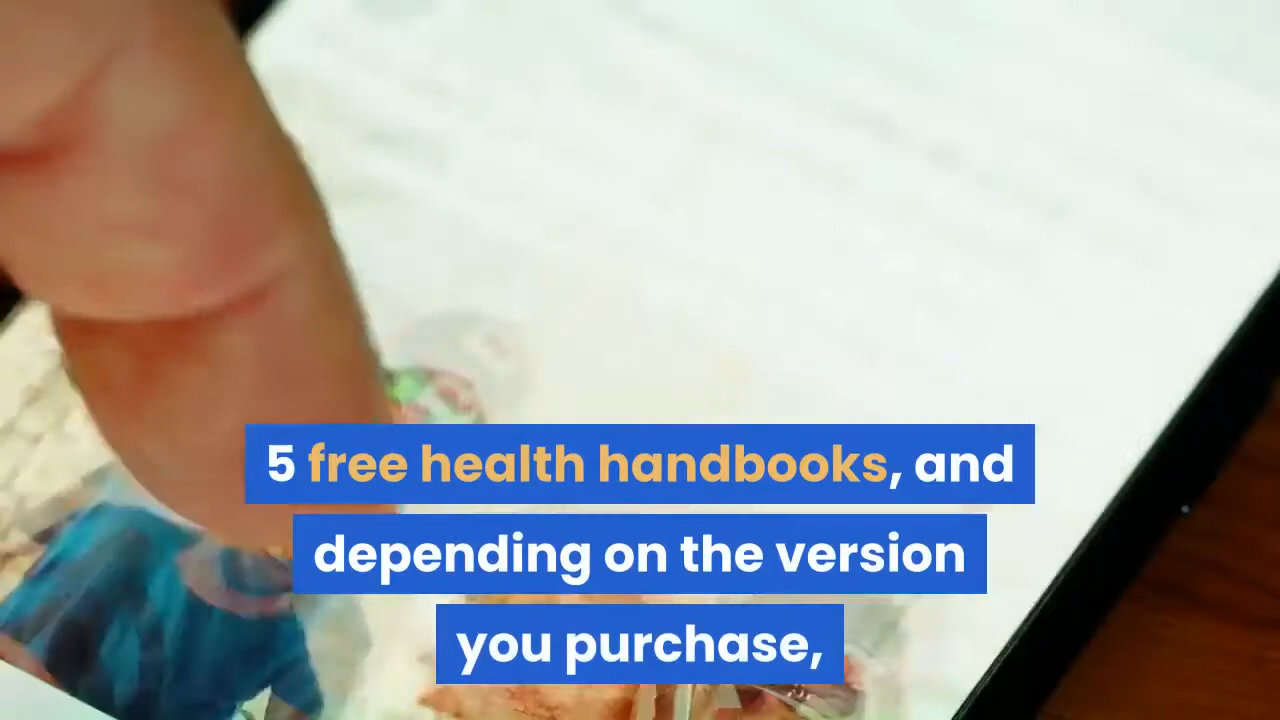 5 free health handbooks, and
depending on the version
you purchase,